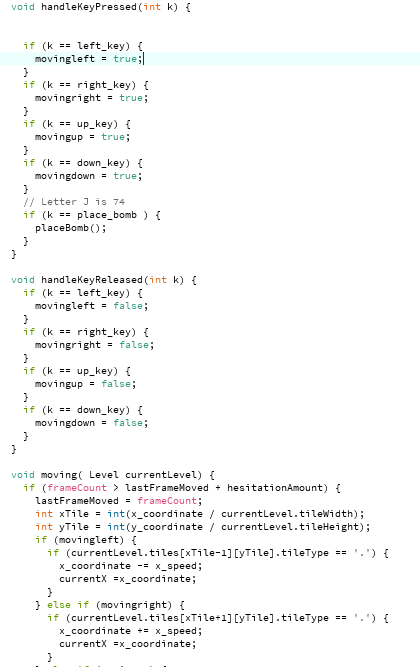 void handleKeyPressed(int k) {
if (k == left_key) {
movingleft = true;
}
if (k == right_key) {
movingright = true;
}
if (k == up_key) {
movingup = true;
}
if (k == down_key) {
movingdown = true;
}
// Letter J is 74
if (k == place_bomb ) {
placeBomb();
}
}
void handleKeyReleased(int k) {
if (k == left_key) {
movingleft = false;
}
if (k == right_key) {
movingright = false;
}
if (k == up_key) {
movingup = false;
}
if (k == down_key) {
movingdown = false;
}
}
void moving( Level currentLevel) {
if (frameCount > lastFrameMoved + hesitationAmount) {
lastFrameMoved = frameCount;
int xTile = int(x_coordinate / currentLevel.tileWidth);
int yTile = int(y_coordinate / currentLevel.tileHeight);
if (movingleft) {
if (currentLevel.tiles[xTile-1][yTile].tileType == '.') {
x_coordinate -= x_speed;
currentX =x_coordinate;
}
} else if (movingright) {
if (currentLevel.tiles[xTile+1][yTile].tileType == '.') {
x_coordinate += x_speed;
currentX =x_coordinate;
}